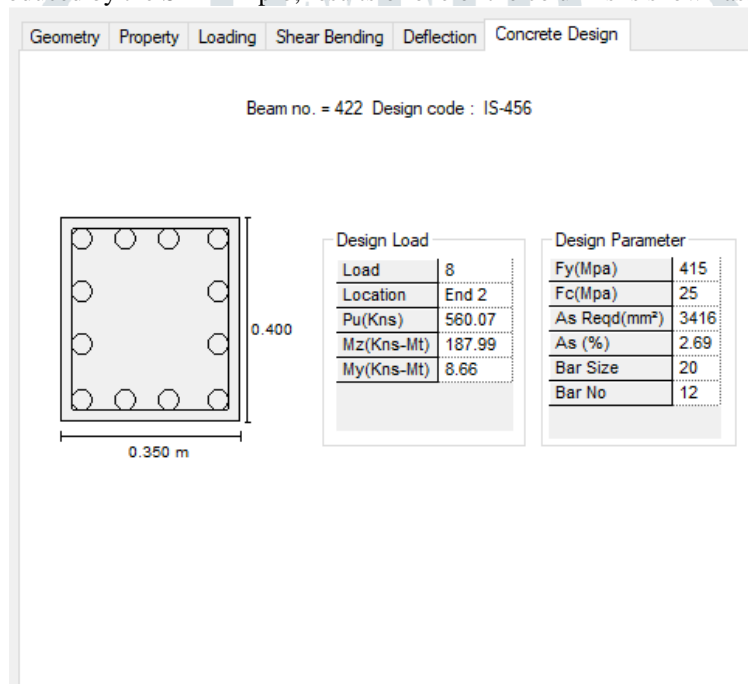 Geometry Property Loading Shear Bending Deflection Concrete Design
Beam no. = 422 Design code : IS-456
Design Load
Load 8
Location End 2
Pu(Kns) 560.07
Mz(Kns-Mt) 187.99
My(Kns-Mt) 8.66
Design Parameter
Fy(Mpa) 415
Fc(Mpa) 25
As Reqd(mm²) 3416
As (%) 2.69
Bar Size 20
Bar No 12
0.400
0.350 m